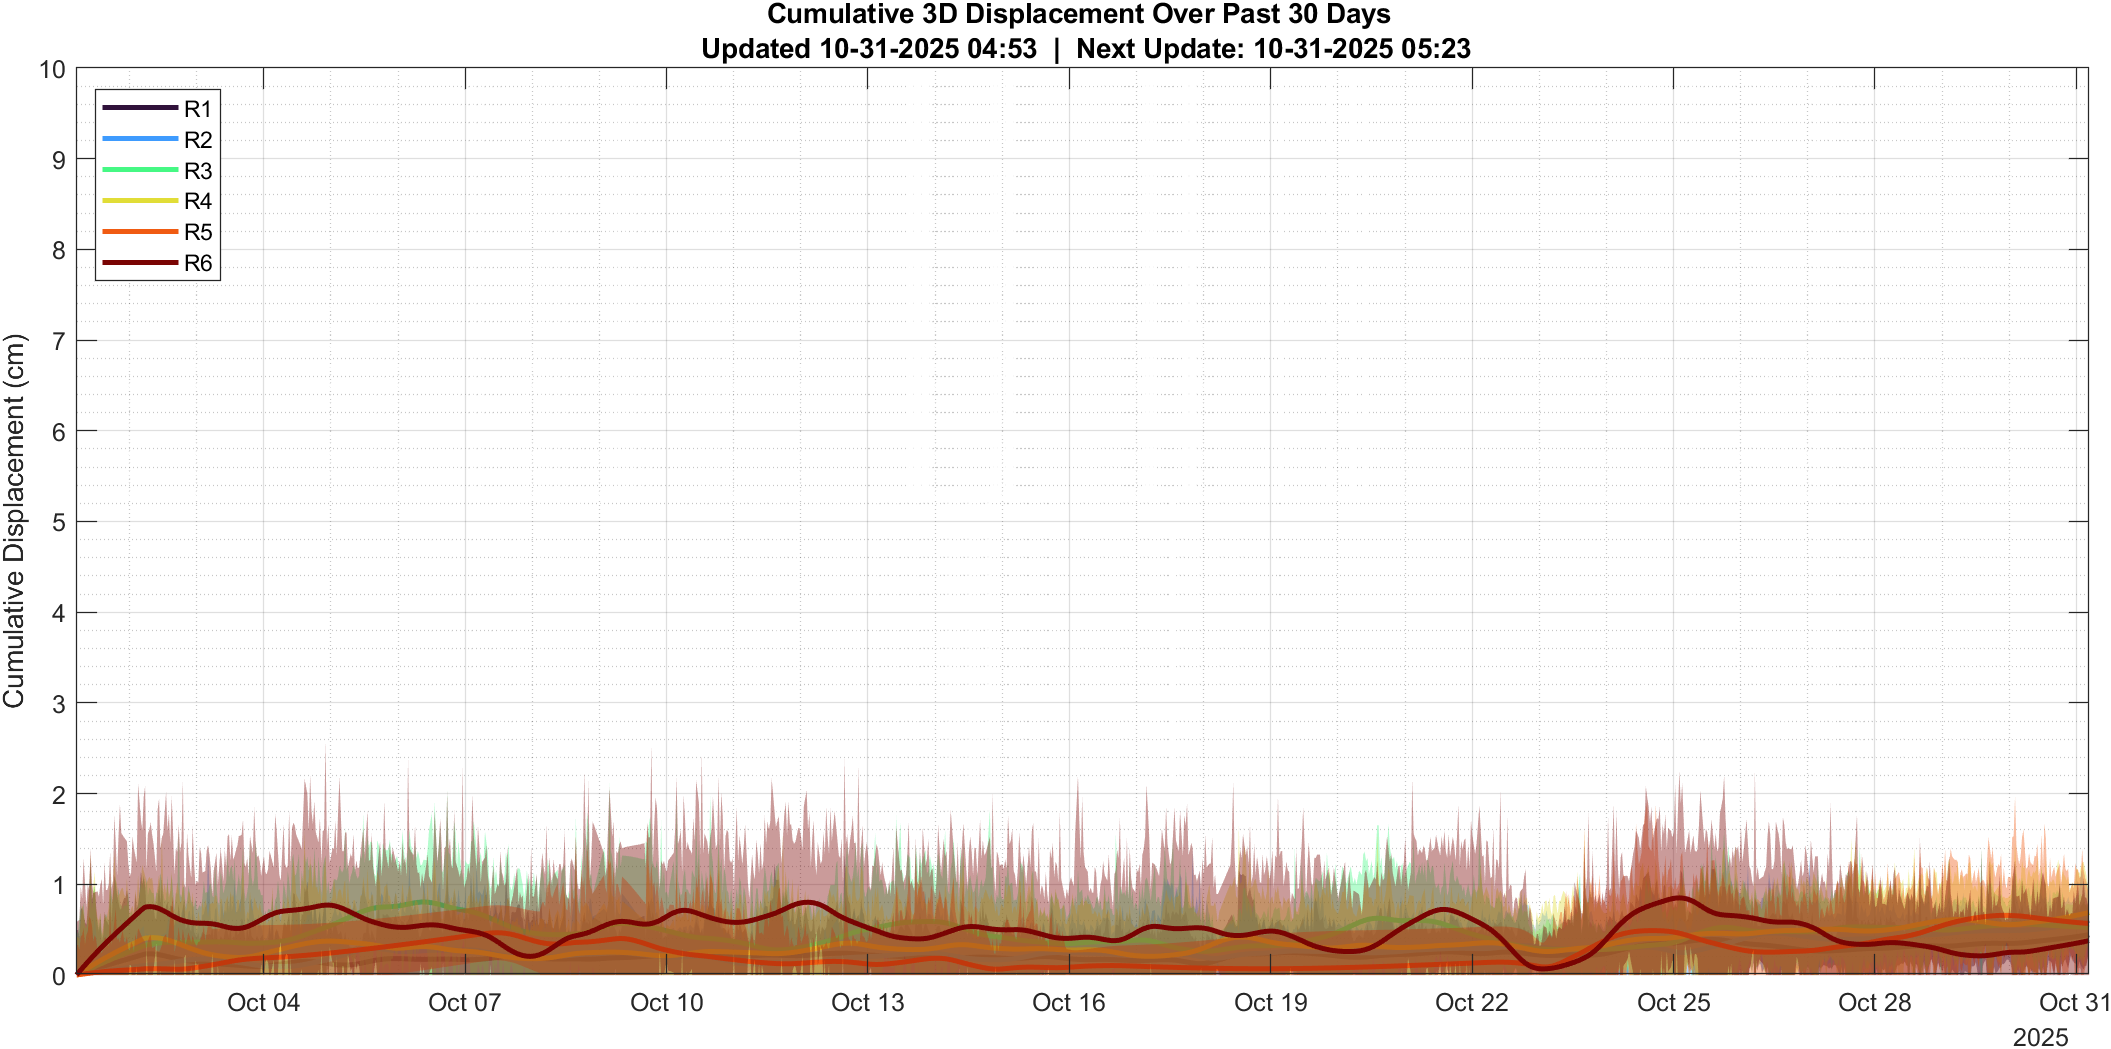 Cumulative 3D Displacement Over Past 30 Days
Updated 10-31-2025 04:53 | Next Update: 10-31-2025 05:23
Cumulative Displacement (cm)
10
9
8
7
6
5
4
3
2
1
0
R1
R2
R3
R4
R5
R6
Oct 04 Oct 07 Oct 10 Oct 13 Oct 16 Oct 19 Oct 22 Oct 25 Oct 28 Oct 31
2025